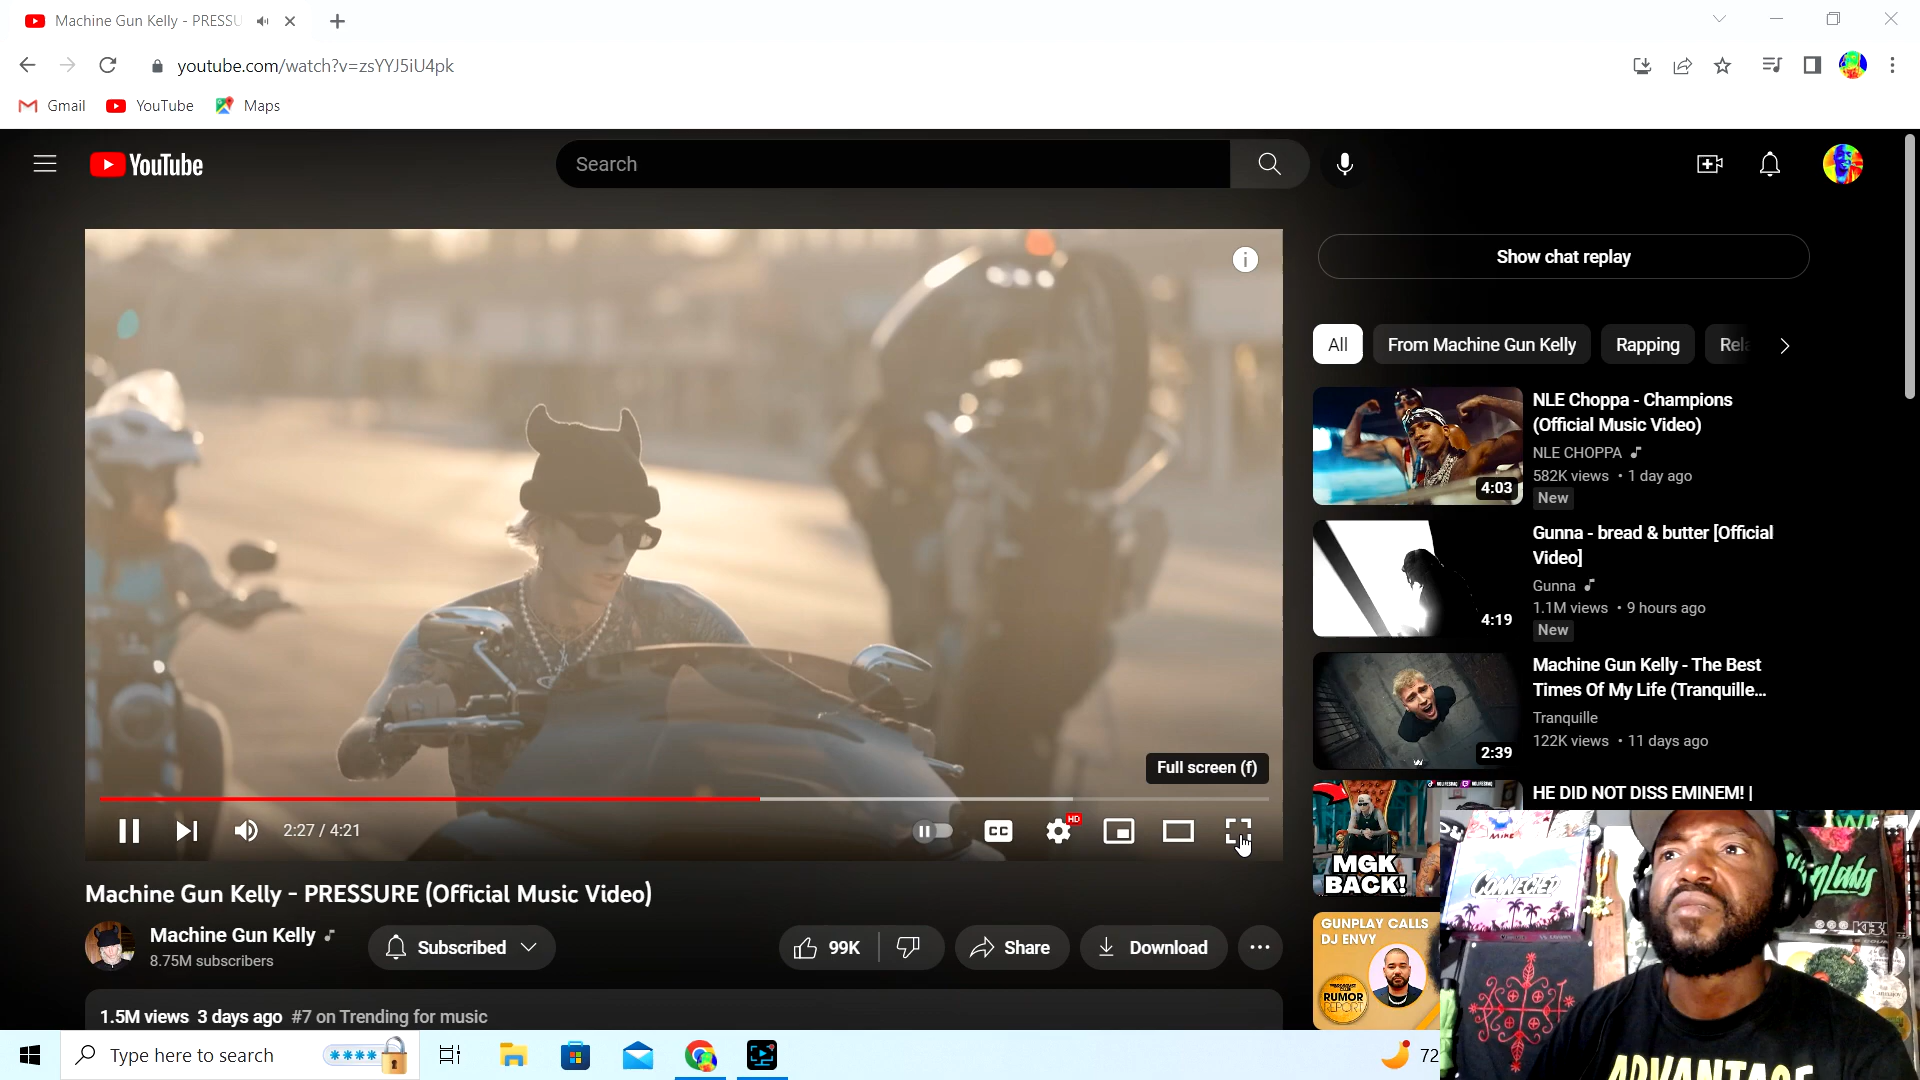 Machine Gun Kelly - PRESSU
youtube.com/watch?v=zsYYJ5iU4pk
Gmail
YouTube
Maps
YouTube
Search
Show chat replay
All
From Machine Gun Kelly
Rapping
Rela
NLE Choppa - Champions
(Official Music Video)
NLE CHOPPA
582K views • 1 day ago
New
4:03
Gunna - bread & butter [Official
Video]
Gunna
1.1M views • 9 hours ago
New
4:19
Machine Gun Kelly - The Best
Times Of My Life (Tranquille...
Tranquille
122K views • 11 days ago
2:39
HE DID NOT DISS EMINEM! |
MGK
BACK!
GUNPLAY CALLS
DJ ENVY
RUMOR
REPORT
Full screen (f)
2:27 / 4:21
CC
HD
Machine Gun Kelly - PRESSURE (Official Music Video)
Machine Gun Kelly
8.75M subscribers
Subscribed
99K
Share
Download
1.5M views 3 days ago #7 on Trending for music
CONNECTED
ADVANTAGE
Type here to search
****
72